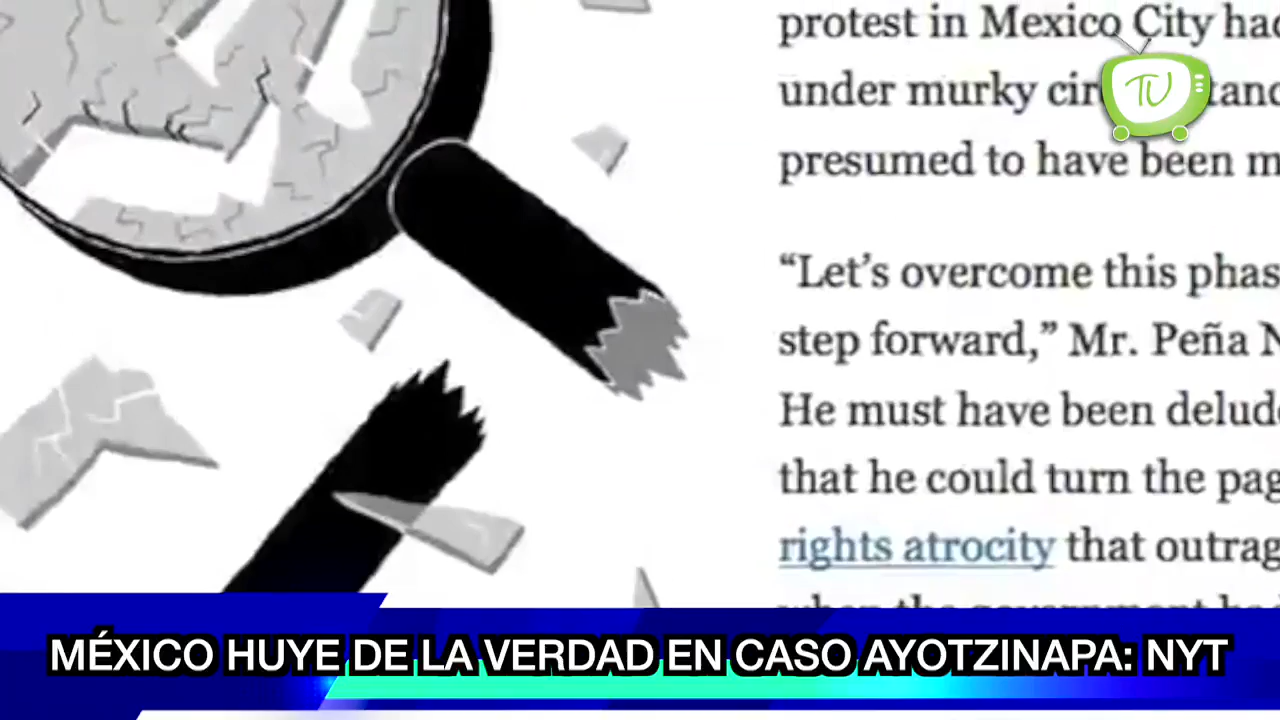 protest in Mexico City
under murky
presumed to have been
“Let’s overcome this
step forward,” Mr. Peña
He must have been
that he could turn the
rights atrocity that
TV
MÉXICO HUYE DE LA VERDAD EN CASO AYOTZINAPA: NYT